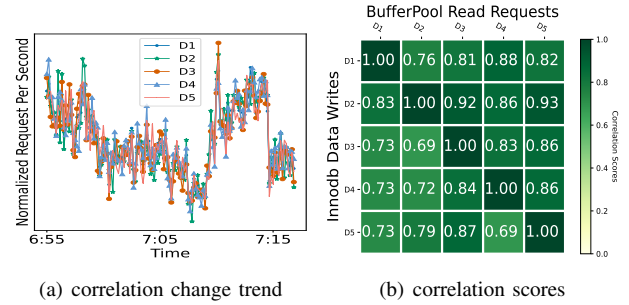 Normalized Request Per Second
D1
D2
D3
D4
D5
6:55
7:05
7:15
Time
(a) correlation change trend
BufferPool Read Requests
D1 D2 D3 D4 D5
Innodb Data Writes
D1 1.00 0.76 0.81 0.88 0.82
D2 0.83 1.00 0.92 0.86 0.93
D3 0.73 0.69 1.00 0.83 0.86
D4 0.73 0.72 0.84 1.00 0.86
D5 0.73 0.79 0.87 0.69 1.00
1.0
0.8
0.6
0.4
0.2
0.0
Correlation Scores
(b) correlation scores